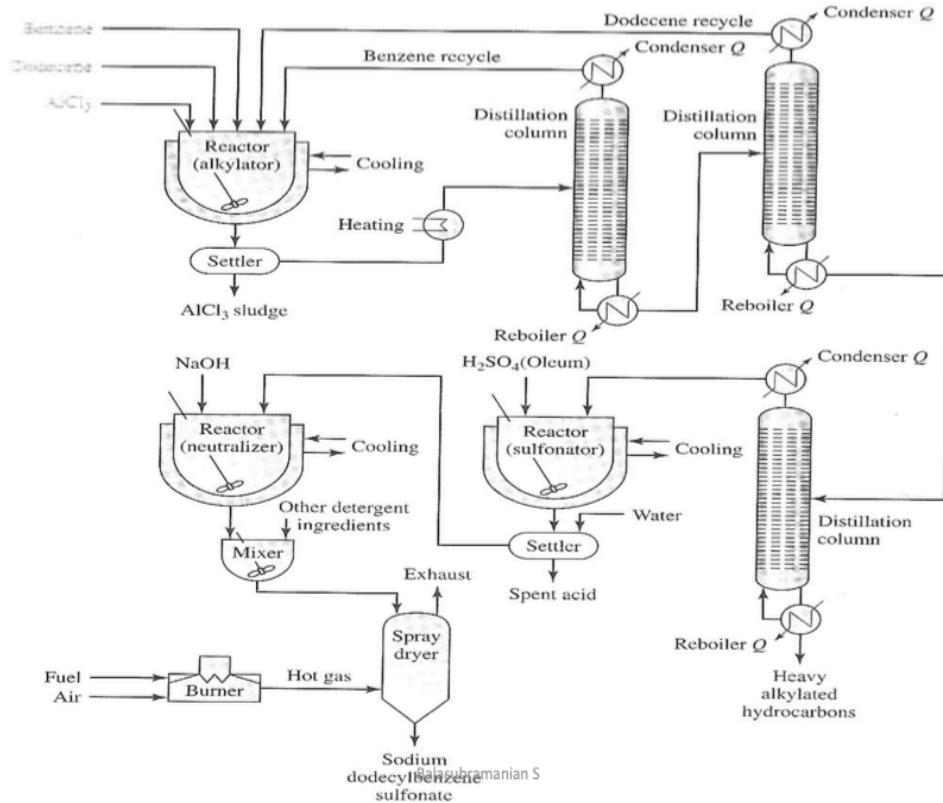 Dodecene recycle
Condenser Q
Benzene
Benzene recycle
Condenser Q
Dodecene
AlCl3
Distillation
column
Distillation
column
Reactor
(alkylator)
Cooling
Heating
Settler
AlCl3 sludge
Reboiler Q
Reboiler Q
NaOH
H2SO4(Oleum)
Condenser Q
Reactor
(neutralizer)
Cooling
Reactor
(sulfonator)
Cooling
Other detergent
ingredients
Water
Distillation
column
Mixer
Settler
Exhaust
Spent acid
Spray
dryer
Reboiler Q
Fuel
Air
Burner
Hot gas
Heavy
alkylated
hydrocarbons
Sodium
dodecylbenzene
sulfonate
Balasubramanian S